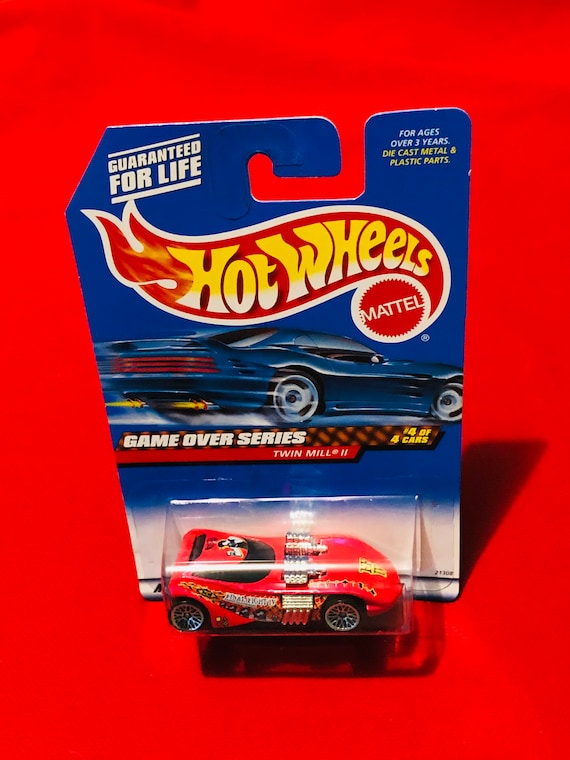 GUARANTEED
FOR LIFE
FOR AGES
OVER 3 YEARS.
DIE CAST METAL &
PLASTIC PARTS.
HOT WHEELS
MATTEL
®
GAME OVER SERIES
TWIN MILL® II
#4 OF
4 CARS
21308